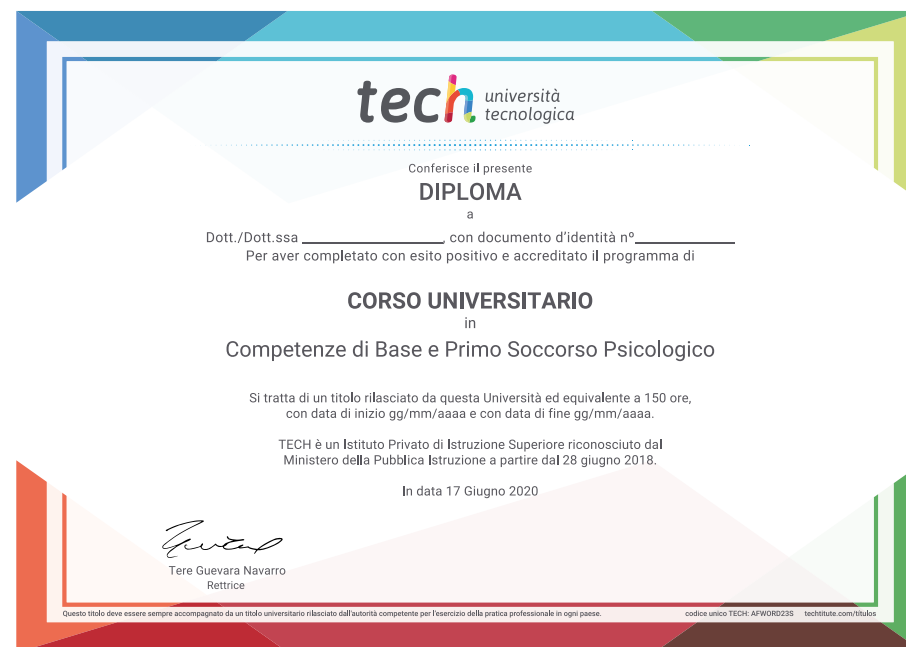 tech università
tecnologica
Conferisce il presente
DIPLOMA
a
Dott./Dott.ssa ________________, con documento d'identità nº____________
Per aver completato con esito positivo e accreditato il programma di
CORSO UNIVERSITARIO
in
Competenze di Base e Primo Soccorso Psicologico
Si tratta di un titolo rilasciato da questa Università ed equivalente a 150 ore,
con data di inizio gg/mm/aaaa e con data di fine gg/mm/aaaa.
TECH è un Istituto Privato di Istruzione Superiore riconosciuto dal
Ministero della Pubblica Istruzione a partire dal 28 giugno 2018.
In data 17 Giugno 2020
Tere Guevara Navarro
Rettrice
Questo titolo deve essere sempre accompagnato da un titolo universitario rilasciato dall'autorità competente per l'esercizio della pratica professionale in ogni paese. codice unico TECH: AFWORD23S techtitute.com/titulos